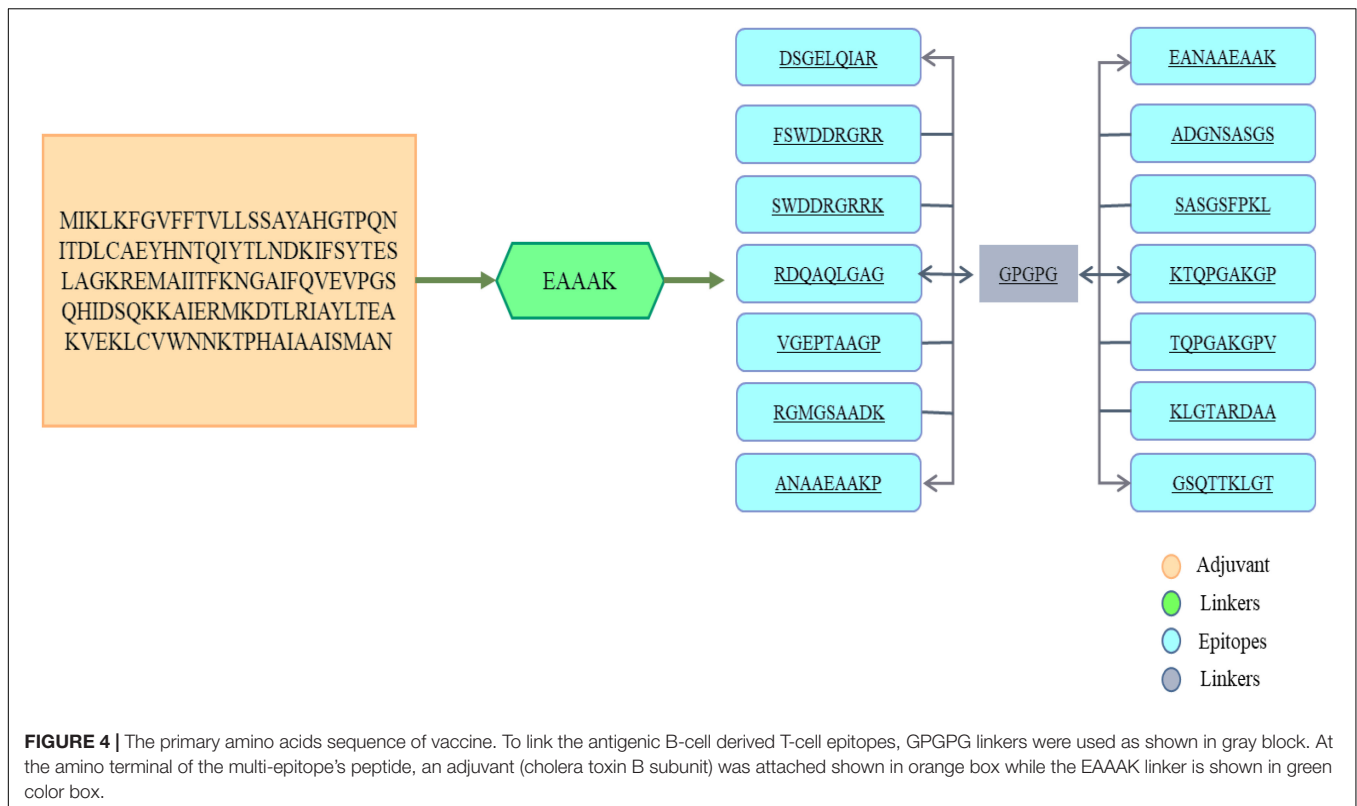 MIKLKFGVFFTVLLSSAYAHGTPQN
ITDLCAEYHNTQIYTLNDKIFSYTES
LAGKREMAIITFKNGAIFQVEVPGS
QHIDSQKKAIERMKDTLRIAYLTEA
KVEKLCVWNNKTPHAIAAISMAN
EAAAK
DSGELQIAR
FSWDDRGRR
SWDDRGRRK
RDQAQLGAG
VGEPTAAGP
RGMGSAADK
ANAAEAAKP
GPGPG
EANAAEAAK
ADGNSASGS
SASGSFPKL
KTQPGAKGP
TQPGAKGPV
KLGTARDAA
GSQTTKLGT
Adjuvant
Linkers
Epitopes
Linkers
FIGURE 4 | The primary amino acids sequence of vaccine. To link the antigenic B-cell derived T-cell epitopes, GPGPG linkers were used as shown in gray block. At
the amino terminal of the multi-epitope's peptide, an adjuvant (cholera toxin B subunit) was attached shown in orange box while the EAAAK linker is shown in green
color box.